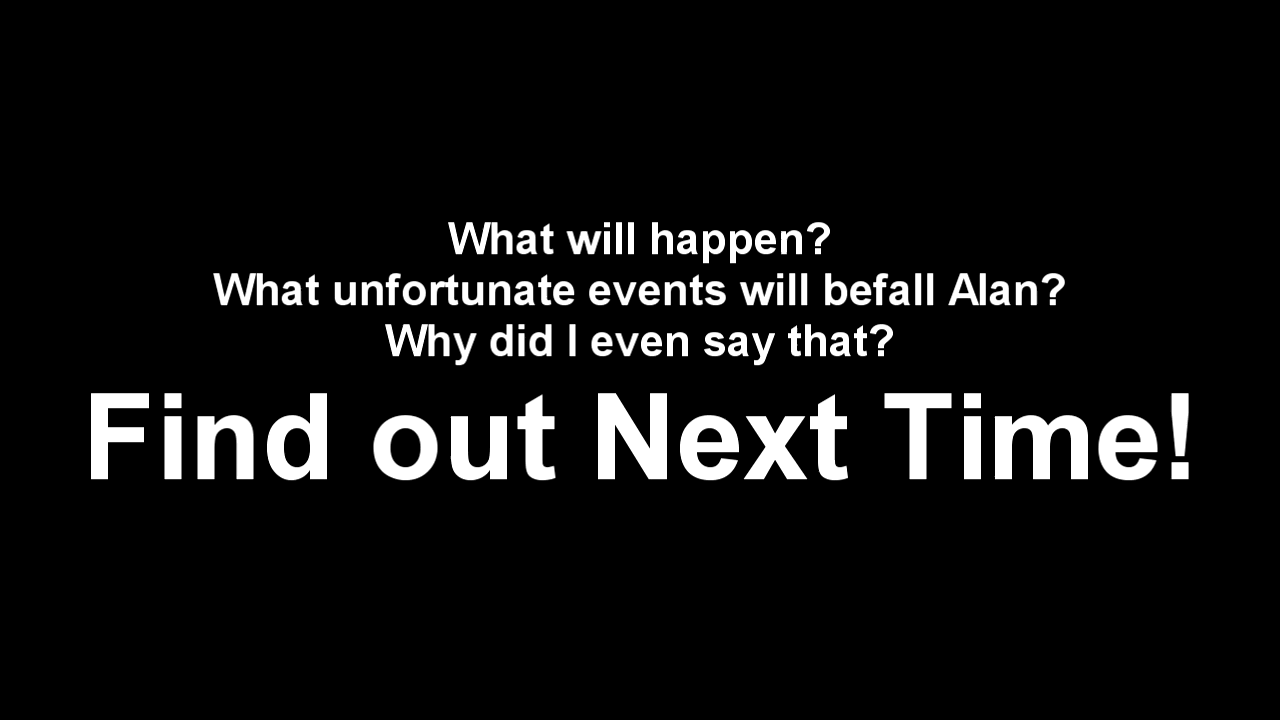 What will happen?
What unfortunate events will befall Alan?
Why did I even say that?
Find out Next Time!